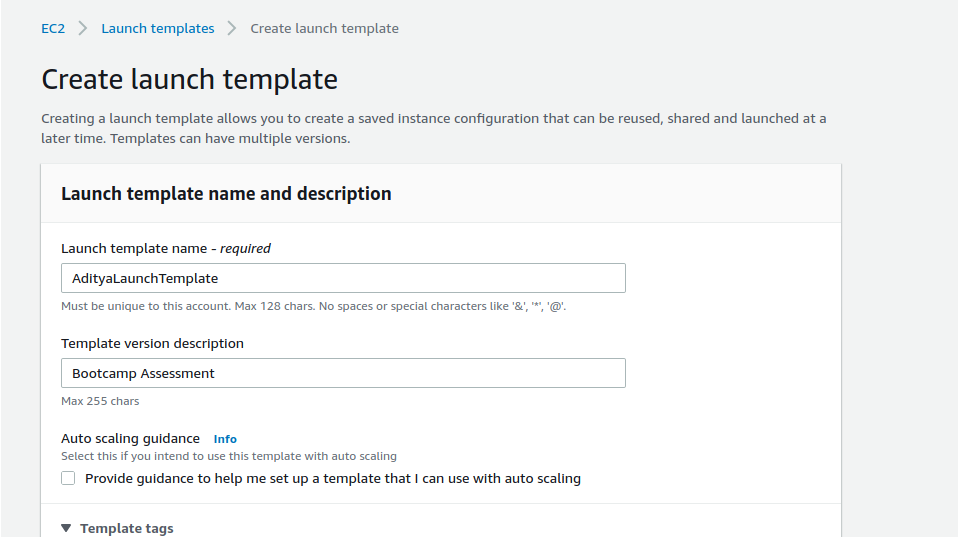 EC2 > Launch templates > Create launch template
Create launch template
Creating a launch template allows you to create a saved instance configuration that can be reused, shared and launched at a
later time. Templates can have multiple versions.
Launch template name and description
Launch template name - required
AdityaLaunchTemplate
Must be unique to this account. Max 128 chars. No spaces or special characters like '&', '*', '@'.
Template version description
Bootcamp Assessment
Max 255 chars
Auto scaling guidance Info
Select this if you intend to use this template with auto scaling
Provide guidance to help me set up a template that I can use with auto scaling
Template tags